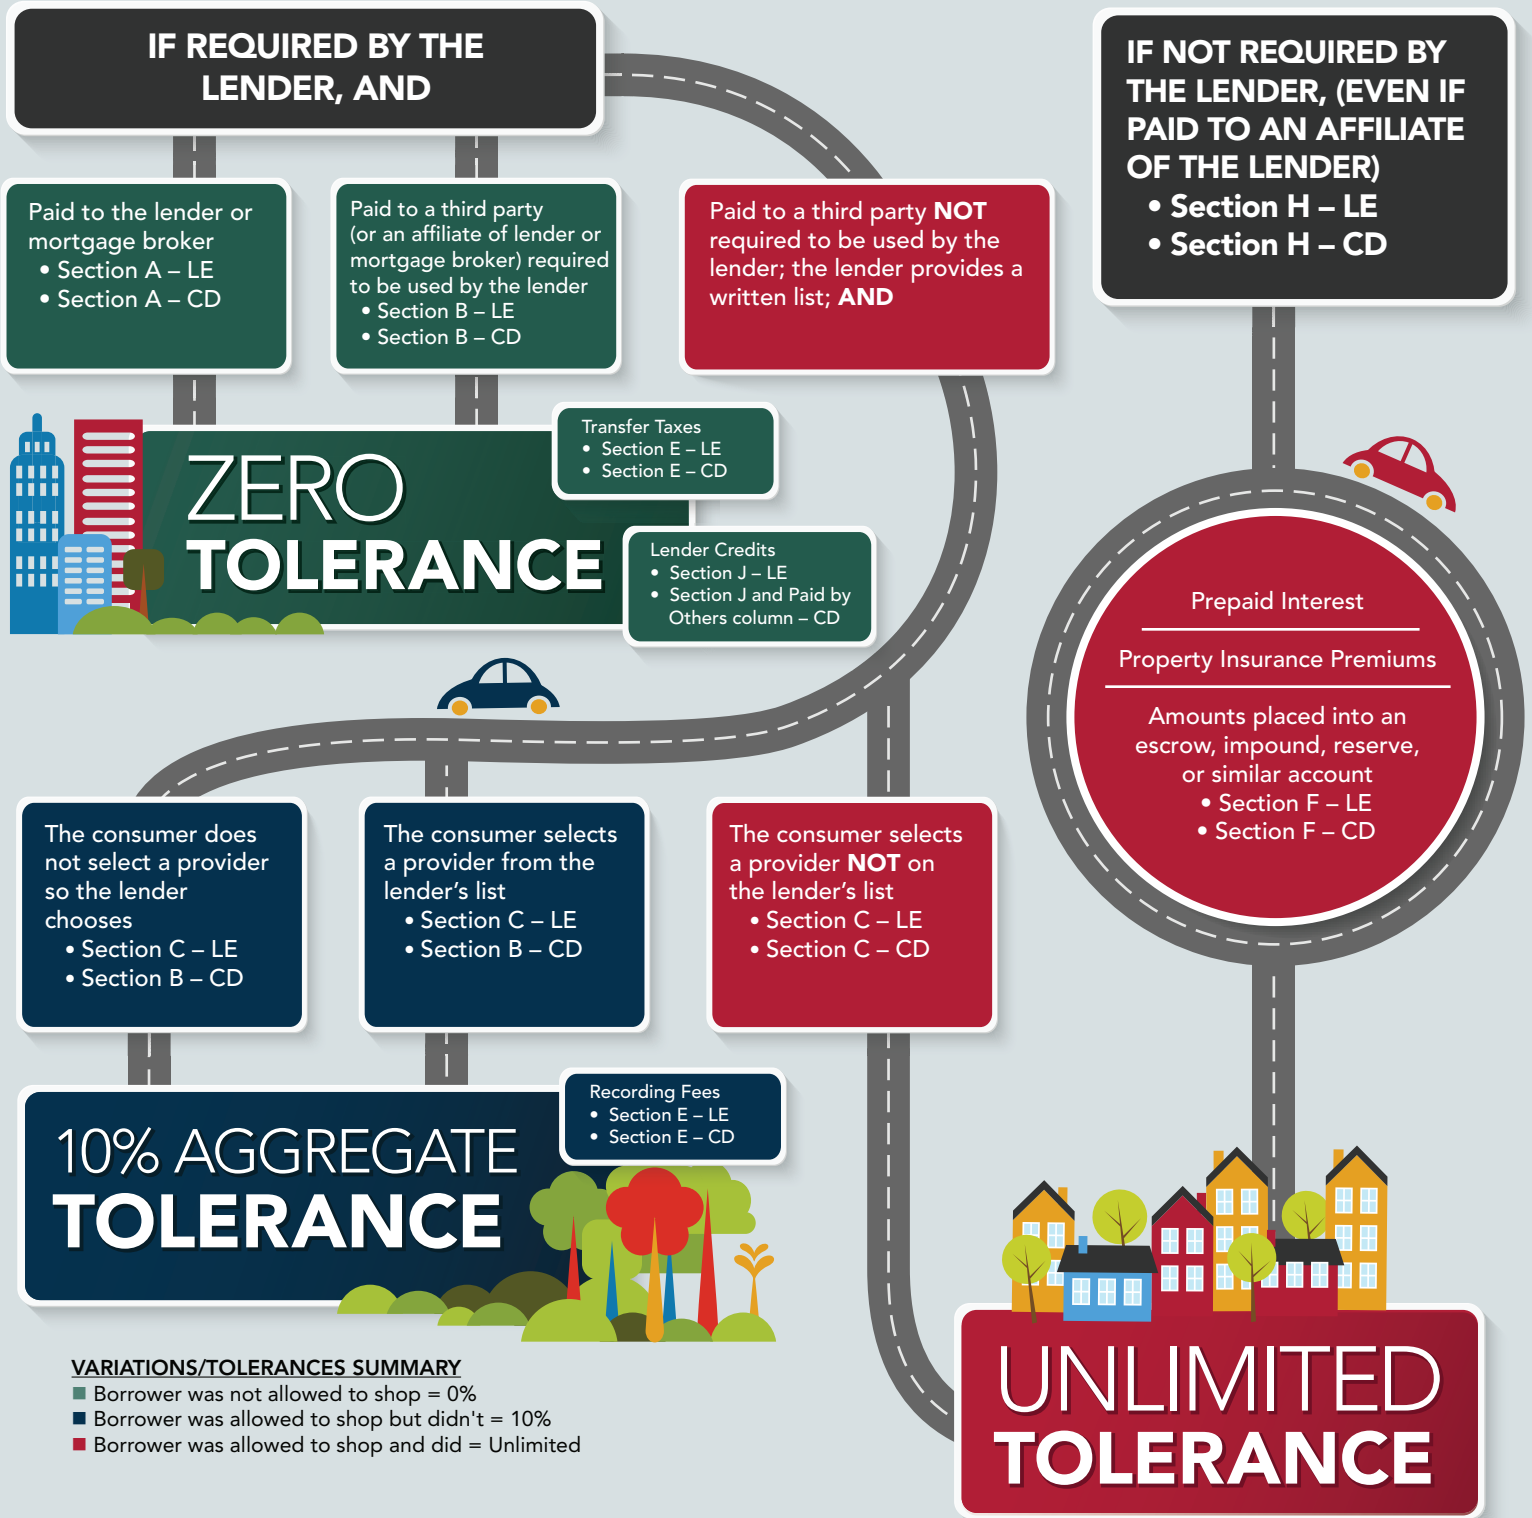 IF REQUIRED BY THE
LENDER, AND
IF NOT REQUIRED BY
THE LENDER, (EVEN IF
PAID TO AN AFFILIATE
OF THE LENDER)
• Section H – LE
• Section H – CD
Paid to the lender or
mortgage broker
• Section A – LE
• Section A – CD
Paid to a third party
(or an affiliate of lender or
mortgage broker) required
to be used by the lender
• Section B – LE
• Section B – CD
Paid to a third party NOT
required to be used by the
lender; the lender provides a
written list; AND
ZERO
TOLERANCE
Transfer Taxes
• Section E – LE
• Section E – CD
Lender Credits
• Section J – LE
• Section J and Paid by
Others column – CD
Prepaid Interest
Property Insurance Premiums
Amounts placed into an
escrow, impound, reserve,
or similar account
• Section F – LE
• Section F – CD
The consumer does
not select a provider
so the lender
chooses
• Section C – LE
• Section B – CD
The consumer selects
a provider from the
lender's list
• Section C – LE
• Section B – CD
The consumer selects
a provider NOT on
the lender's list
• Section C – LE
• Section C – CD
10% AGGREGATE
TOLERANCE
Recording Fees
• Section E – LE
• Section E – CD
UNLIMITED
TOLERANCE
VARIATIONS/TOLERANCES SUMMARY
Borrower was not allowed to shop = 0%
Borrower was allowed to shop but didn't = 10%
Borrower was allowed to shop and did = Unlimited